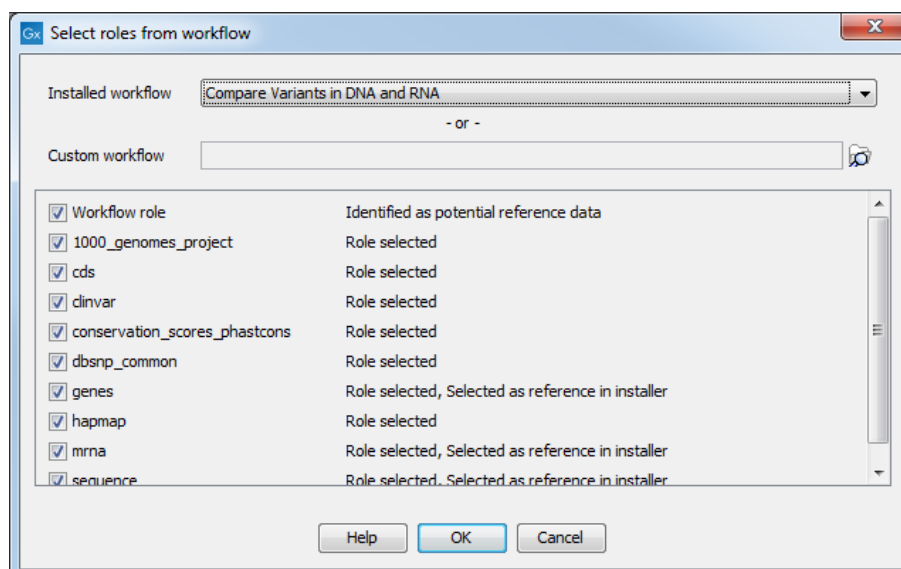 Gx Select roles from workflow
Installed workflow Compare Variants in DNA and RNA
- or -
Custom workflow
Workflow role Identified as potential reference data
1000_genomes_project Role selected
cds Role selected
clinvar Role selected
conservation_scores_phastcons Role selected
dbsnp_common Role selected
genes Role selected, Selected as reference in installer
hapmap Role selected
mrna Role selected, Selected as reference in installer
sequence Role selected, Selected as reference in installer
Help OK Cancel